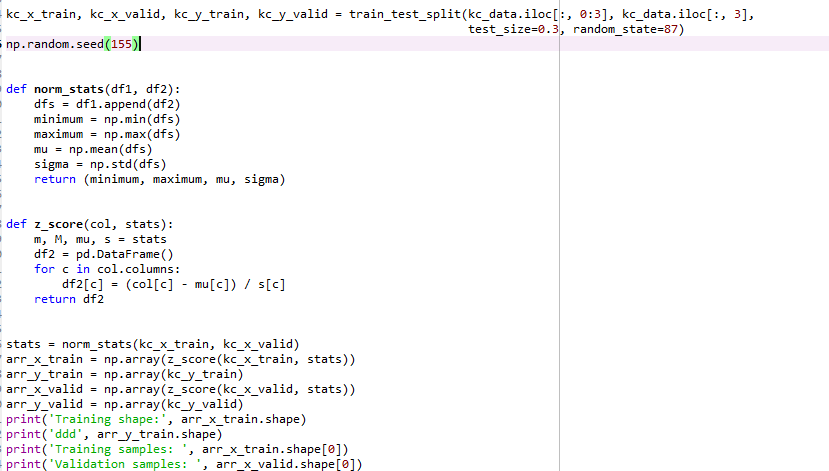 kc_x_train, kc_x_valid, kc_y_train, kc_y_valid = train_test_split(kc_data.iloc[:, 0:3], kc_data.iloc[:, 3],
test_size=0.3, random_state=87)
np.random.seed(155)
def norm_stats(df1, df2):
dfs = df1.append(df2)
minimum = np.min(dfs)
maximum = np.max(dfs)
mu = np.mean(dfs)
sigma = np.std(dfs)
return (minimum, maximum, mu, sigma)
def z_score(col, stats):
m, M, mu, s = stats
df2 = pd.DataFrame()
for c in col.columns:
df2[c] = (col[c] - mu[c]) / s[c]
return df2
stats = norm_stats(kc_x_train, kc_x_valid)
arr_x_train = np.array(z_score(kc_x_train, stats))
arr_y_train = np.array(kc_y_train)
arr_x_valid = np.array(z_score(kc_x_valid, stats))
arr_y_valid = np.array(kc_y_valid)
print('Training shape:', arr_x_train.shape)
print('ddd', arr_y_train.shape)
print('Training samples: ', arr_x_train.shape[0])
print('Validation samples: ', arr_x_valid.shape[0])